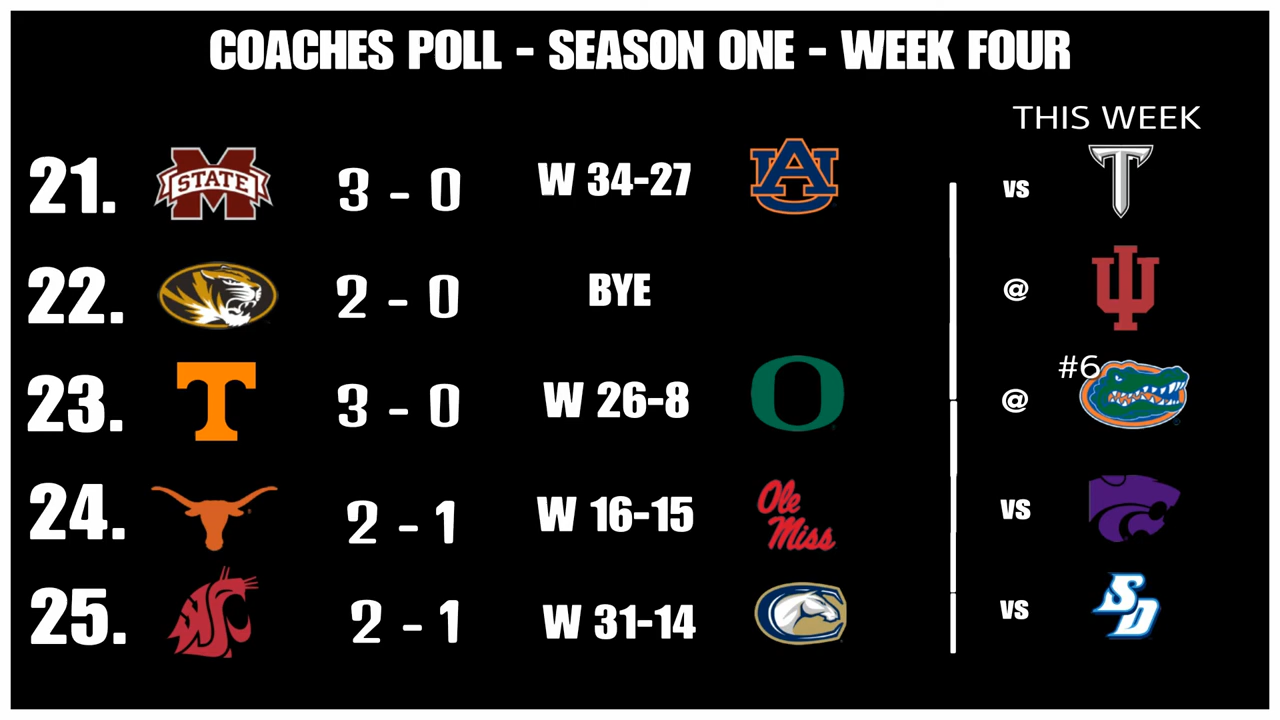 COACHES POLL - SEASON ONE - WEEK FOUR
THIS WEEK
21. STATE 3 - 0 W 34-27 AU vs T
22. 2 - 0 BYE @ IU
23. T 3 - 0 W 26-8 O @ #6
24. 2 - 1 W 16-15 Ole Miss vs
25. WSC 2 - 1 W 31-14 C vs SD